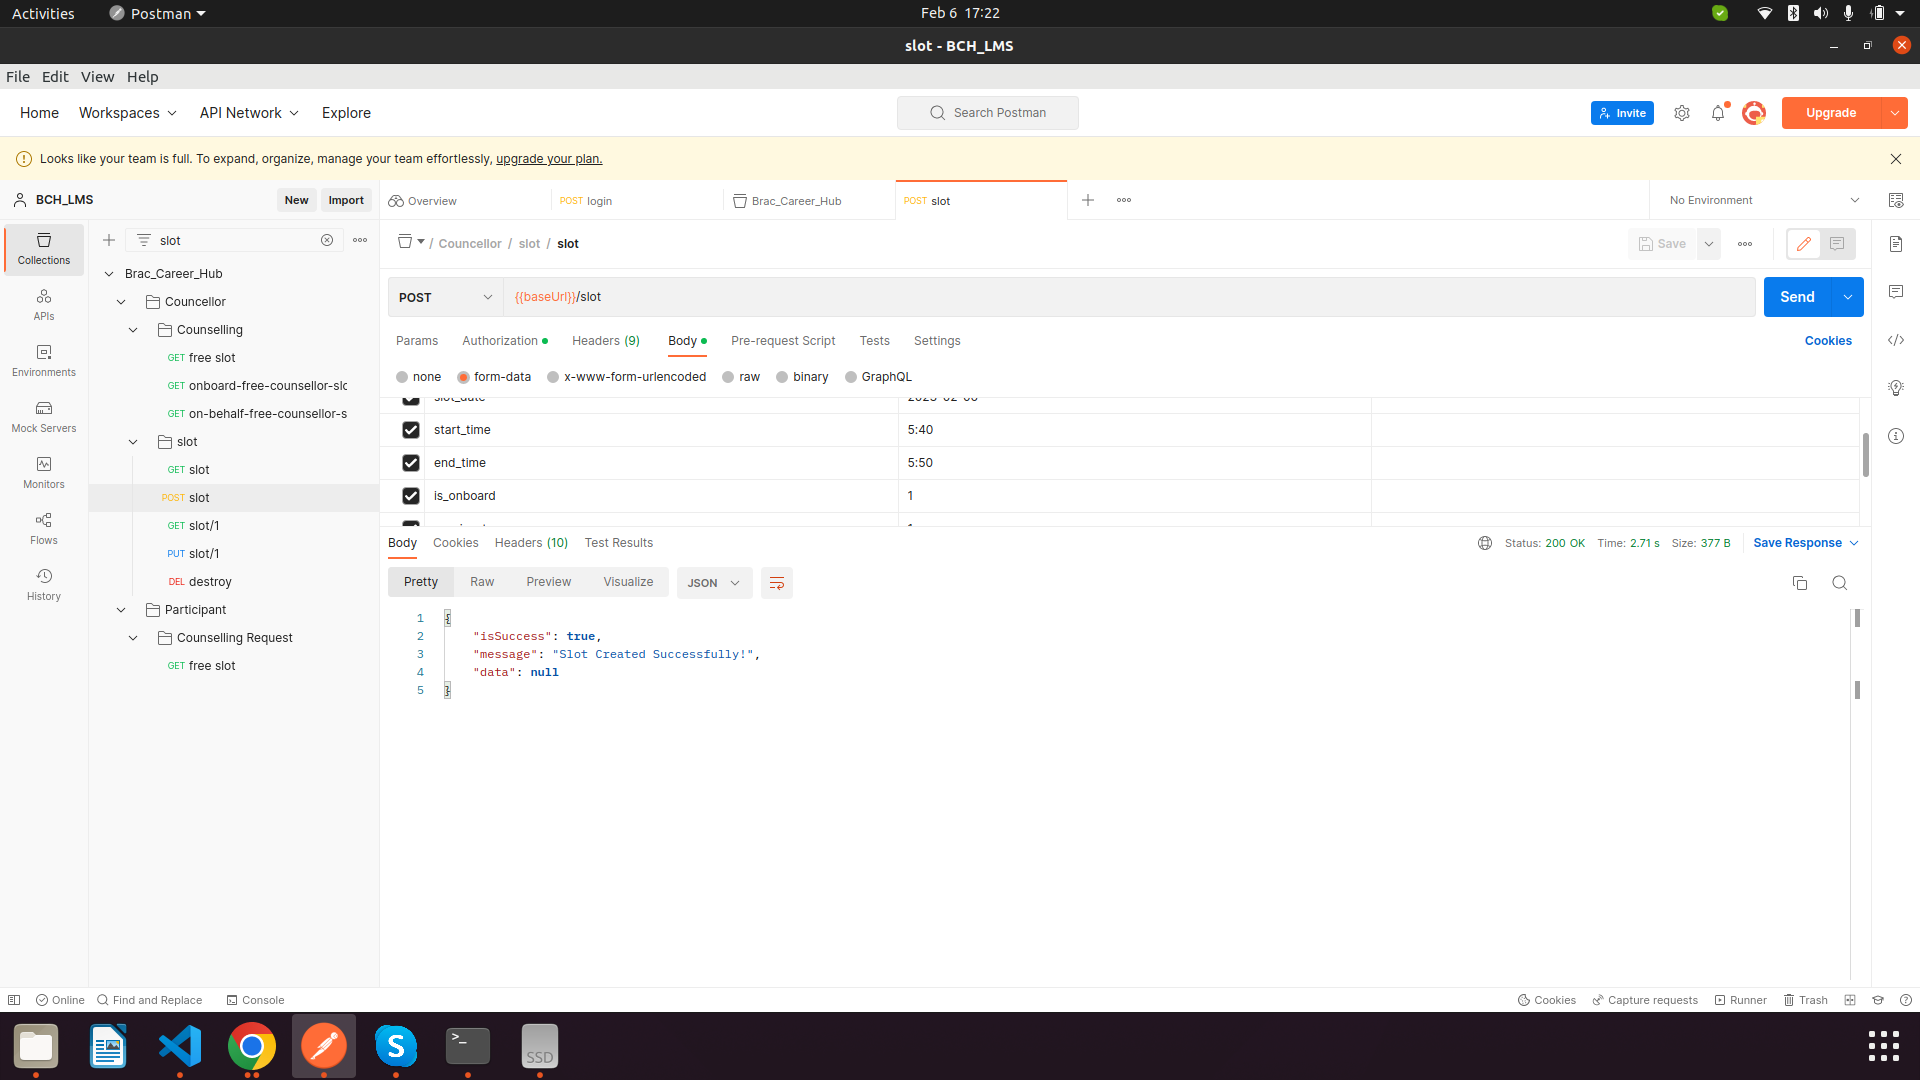 Activities Postman Feb 6 17:22
slot - BCH_LMS
File Edit View Help
Home Workspaces API Network Explore Search Postman Invite Upgrade
Looks like your team is full. To expand, organize, manage your team effortlessly, upgrade your plan.
BCH_LMS New Import Overview POST login Brac_Career_Hub POST slot No Environment
slot / Councellor / slot / slot Save
Collections
Brac_Career_Hub
Councellor
POST {{baseUrl}}/slot Send
APIs
Counselling
Params Authorization Headers (9) Body Pre-request Script Tests Settings Cookies
GET free slot
Environments
none form-data x-www-form-urlencoded raw binary GraphQL
GET onboard-free-counsellor-slo
slot_date
GET on-behalf-free-counsellor-s
Mock Servers
start_time 5:40
slot
end_time 5:50
GET slot
Monitors
is_onboard 1
POST slot
GET slot/1
Flows
Body Cookies Headers (10) Test Results Status: 200 OK Time: 2.71 s Size: 377 B Save Response
PUT slot/1
Pretty Raw Preview Visualize JSON
DEL destroy
History
Participant
1 {
2 "isSuccess": true,
Counselling Request
3 "message": "Slot Created Successfully!",
GET free slot
4 "data": null
5 }
Online Find and Replace Console Cookies Capture requests Runner Trash
SSD